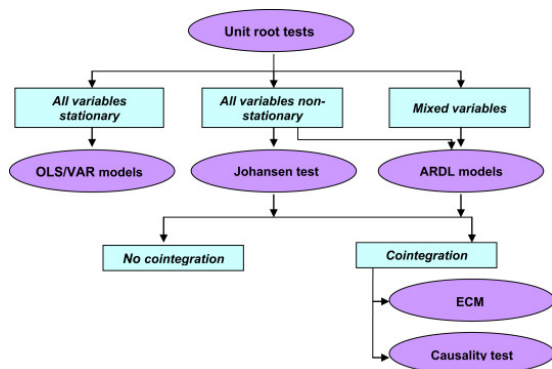 Unit root tests
All variables
stationary
All variables non-
stationary
Mixed variables
OLS/VAR models
Johansen test
ARDL models
No cointegration
Cointegration
ECM
Causality test